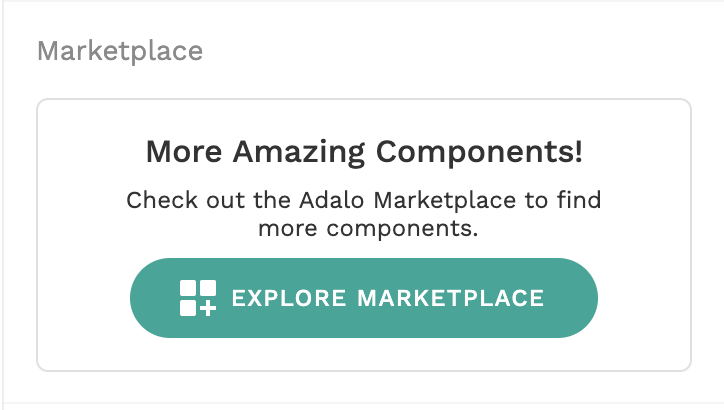 Marketplace
More Amazing Components!
Check out the Adalo Marketplace to find
more components.
EXPLORE MARKETPLACE